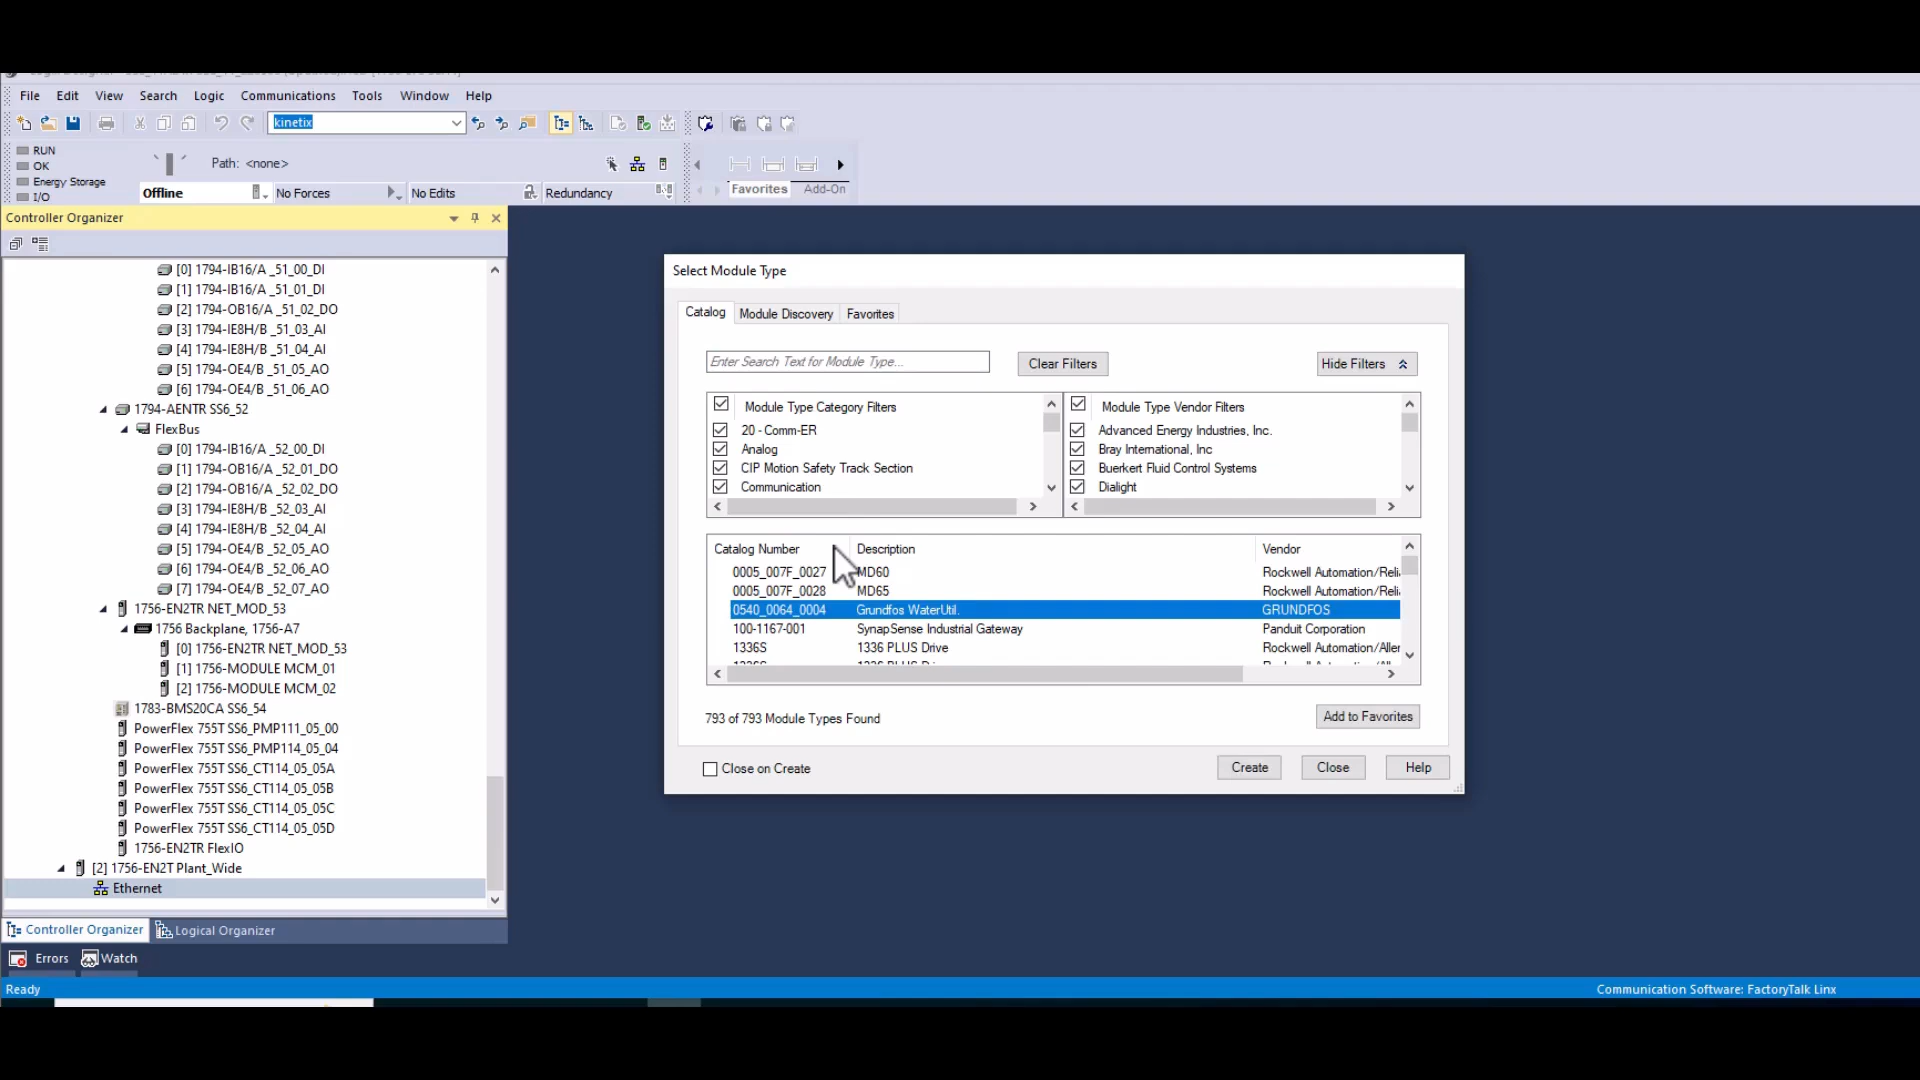 File Edit View Search Logic Communications Tools Window Help
kinetix
RUN
OK
Energy Storage
I/O
Path: <none>
Offline No Forces No Edits Redundancy
Favorites Add-On
Controller Organizer
[0] 1794-IB16/A _51_00_DI
[1] 1794-IB16/A _51_01_DI
[2] 1794-OB16/A _51_02_DO
[3] 1794-IE8H/B _51_03_AI
[4] 1794-IE8H/B _51_04_AI
[5] 1794-OE4/B _51_05_AO
[6] 1794-OE4/B _51_06_AO
1794-AENTR SS6_52
FlexBus
[0] 1794-IB16/A _52_00_DI
[1] 1794-OB16/A _52_01_DO
[2] 1794-OB16/A _52_02_DO
[3] 1794-IE8H/B _52_03_AI
[4] 1794-IE8H/B _52_04_AI
[5] 1794-OE4/B _52_05_AO
[6] 1794-OE4/B _52_06_AO
[7] 1794-OE4/B _52_07_AO
1756-EN2TR NET_MOD_53
1756 Backplane, 1756-A7
[0] 1756-EN2TR NET_MOD_53
[1] 1756-MODULE MCM_01
[2] 1756-MODULE MCM_02
1783-BMS20CA SS6_54
PowerFlex 755T SS6_PMP111_05_00
PowerFlex 755T SS6_PMP114_05_04
PowerFlex 755T SS6_CT114_05_05A
PowerFlex 755T SS6_CT114_05_05B
PowerFlex 755T SS6_CT114_05_05C
PowerFlex 755T SS6_CT114_05_05D
1756-EN2TR FlexIO
[2] 1756-EN2T Plant_Wide
Ethernet
Controller Organizer Logical Organizer
Errors Watch
Ready
Communication Software: FactoryTalk Linx
Select Module Type
Catalog Module Discovery Favorites
Enter Search Text for Module Type...
Clear Filters
Hide Filters
Module Type Category Filters
20 - Comm-ER
Analog
CIP Motion Safety Track Section
Communication
Module Type Vendor Filters
Advanced Energy Industries, Inc.
Bray International, Inc
Buerkert Fluid Control Systems
Dialight
Catalog Number Description Vendor
0005_007F_0027 MD60 Rockwell Automation/Reli
0005_007F_0028 MD65 Rockwell Automation/Reli
0540_0064_0004 Grundfos WaterUtil. GRUNDFOS
100-1167-001 SynapSense Industrial Gateway Panduit Corporation
1336S 1336 PLUS Drive Rockwell Automation/Aller
793 of 793 Module Types Found
Add to Favorites
Close on Create
Create Close Help